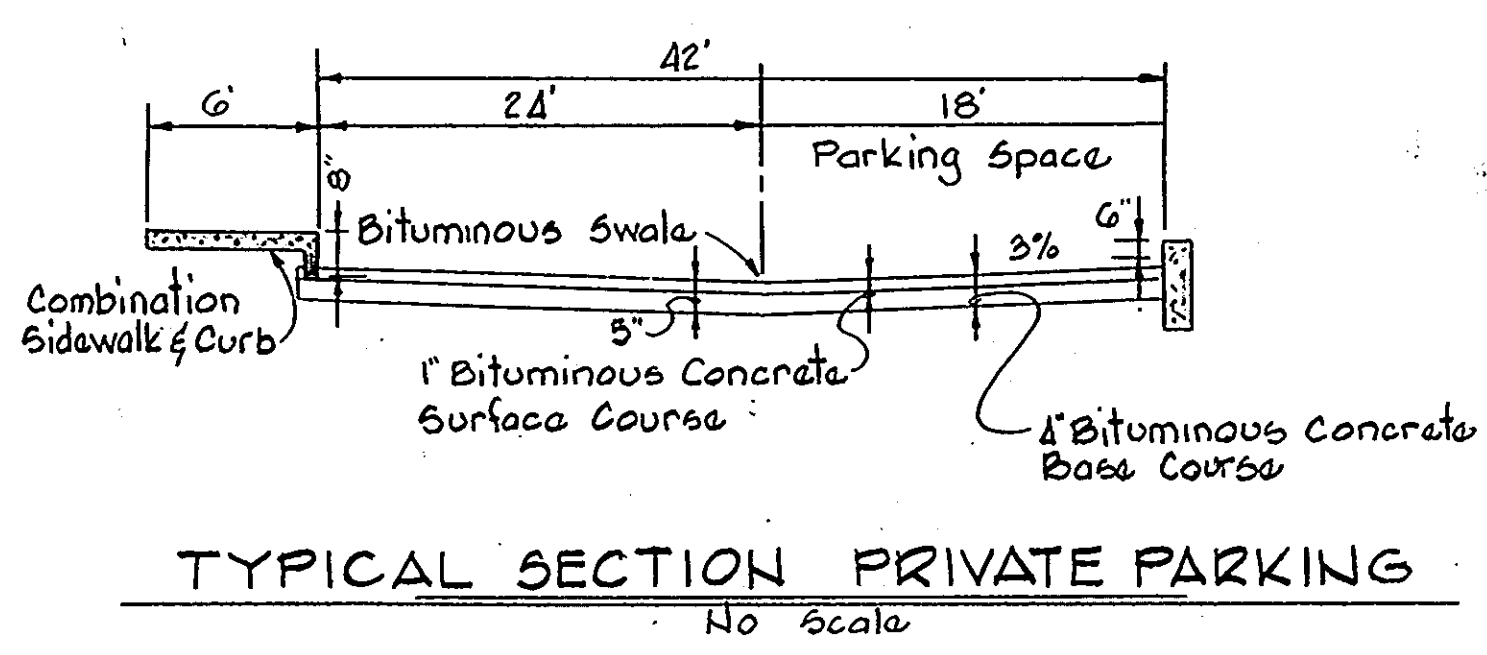 42'
6'
24'
18'
Parking Space
8"
Bituminous Swale
6"
3%
Combination
Sidewalk & Curb
5"
1" Bituminous Concrete
Surface Course
4" Bituminous Concrete
Base Course
TYPICAL SECTION PRIVATE PARKING
No Scale